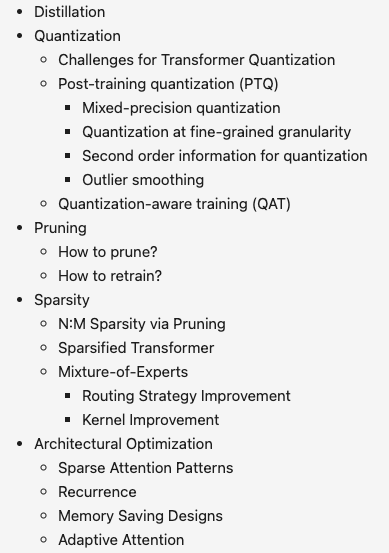 Distillation
Quantization
Challenges for Transformer Quantization
Post-training quantization (PTQ)
Mixed-precision quantization
Quantization at fine-grained granularity
Second order information for quantization
Outlier smoothing
Quantization-aware training (QAT)
Pruning
How to prune?
How to retrain?
Sparsity
N:M Sparsity via Pruning
Sparsified Transformer
Mixture-of-Experts
Routing Strategy Improvement
Kernel Improvement
Architectural Optimization
Sparse Attention Patterns
Recurrence
Memory Saving Designs
Adaptive Attention